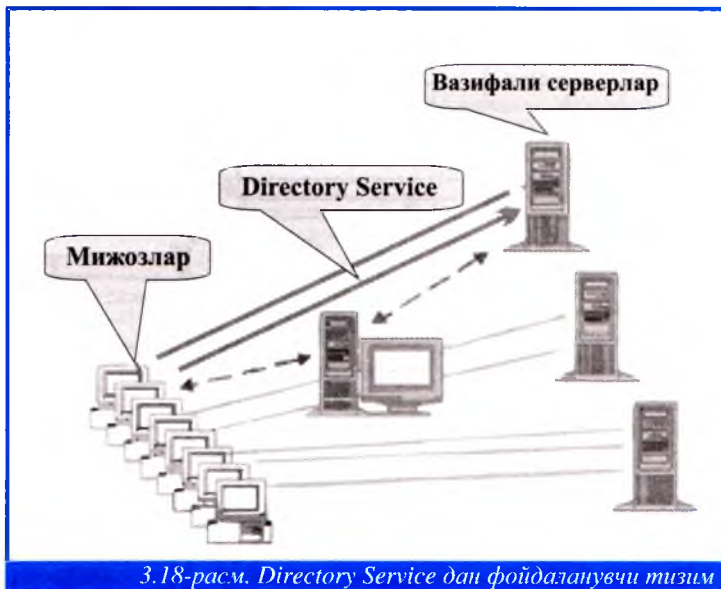 Вазифали серверлар
Directory Service
Мижозлар
3.18-расм. Directory Service дан фойдаланувчи тизим